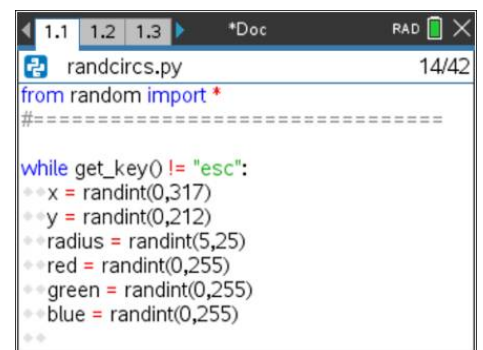 1.1 1.2 1.3 *Doc RAD
randcircs.py 14/42
from random import *
#================================
while get_key() != "esc":
◆◆x = randint(0,317)
◆◆y = randint(0,212)
◆◆radius = randint(5,25)
◆◆red = randint(0,255)
◆◆green = randint(0,255)
◆◆blue = randint(0,255)
◆◆